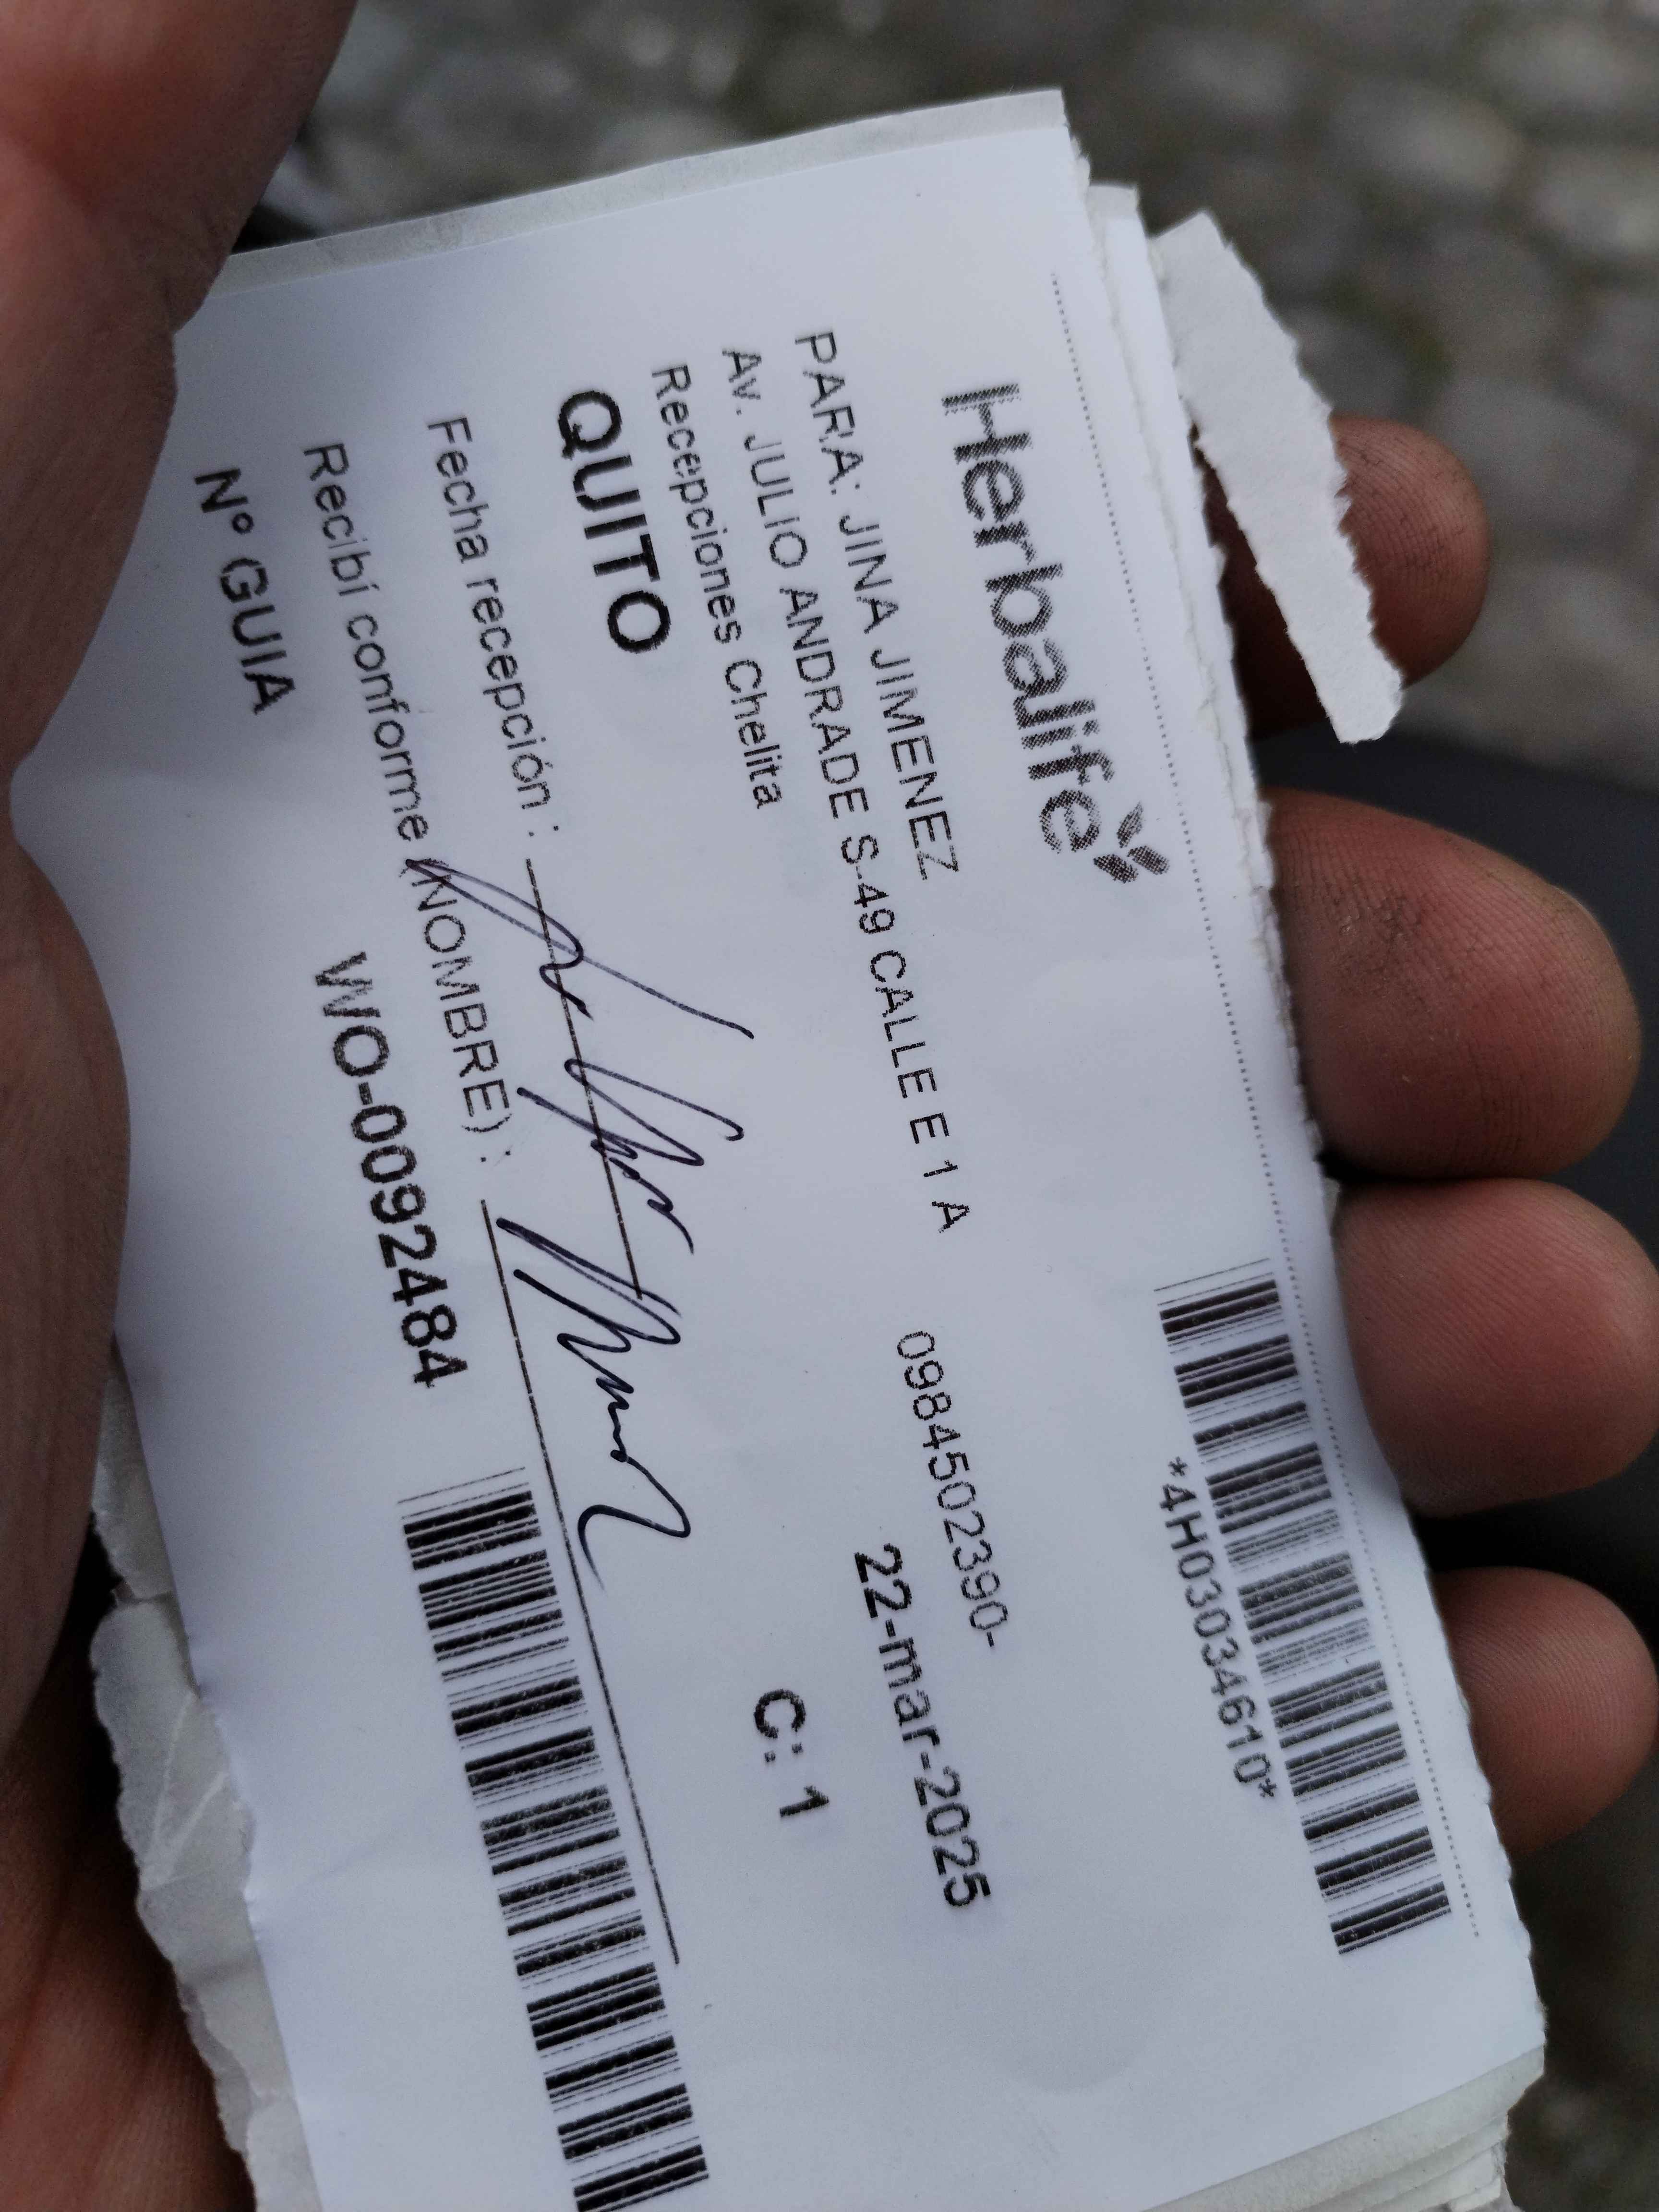 Herbalife
*4H03034610*
PARA: JINA JIMENEZ 0984502390-
Av. JULIO ANDRADE S-49 CALLE E 1 A
Recepciones Chelita 22-mar-2025
QUITO C: 1
Fecha recepción :
Recibí conforme (NOMBRE) :
Nº GUIA WO-0092484